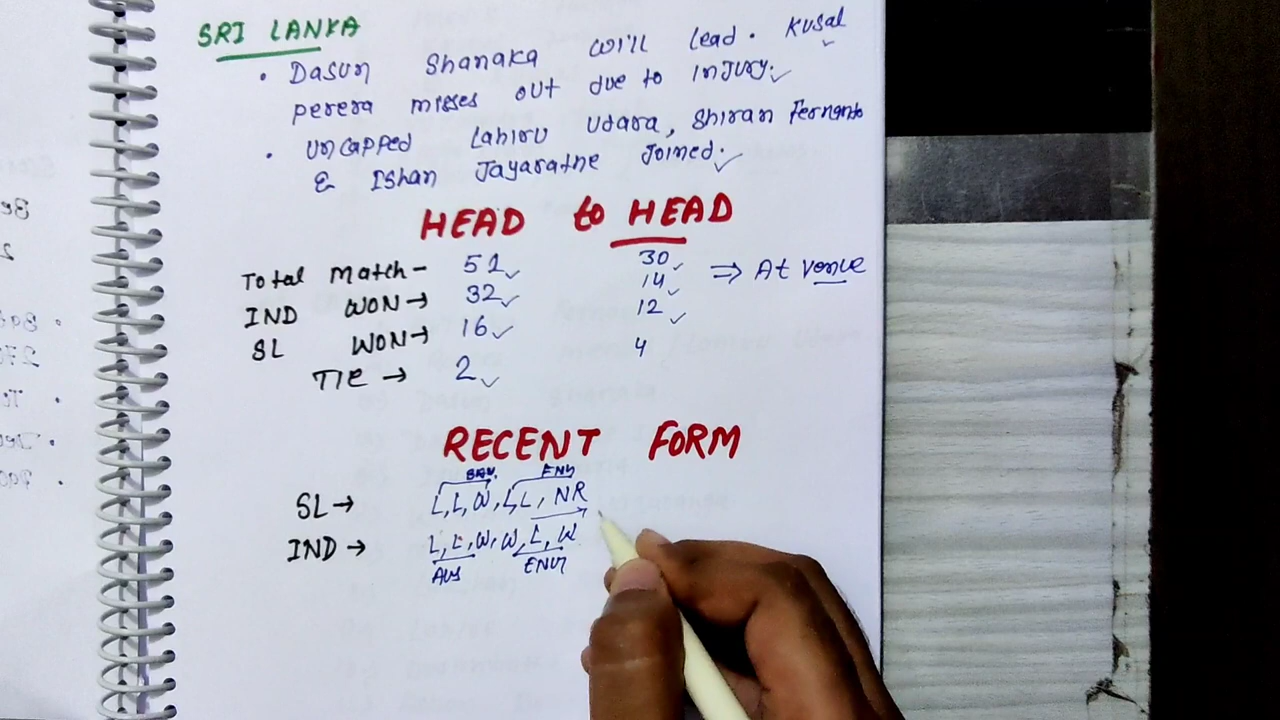 SRI LANKA
• Dasun Shanaka will lead. Kusal
perera misses out due to INJURY.
• Uncapped Lahiru Udara, Shiran Fernando
& Ishan Jayaratne Joined.
HEAD to HEAD
Total Match - 51 30 ⇒ At venue
IND WON → 32 14
SL WON → 16 12
TIE → 2 4
RECENT FORM
ENG
SL → L, L, W, L, L, NR
IND → L, L, W, W, L, W
AUS ENG